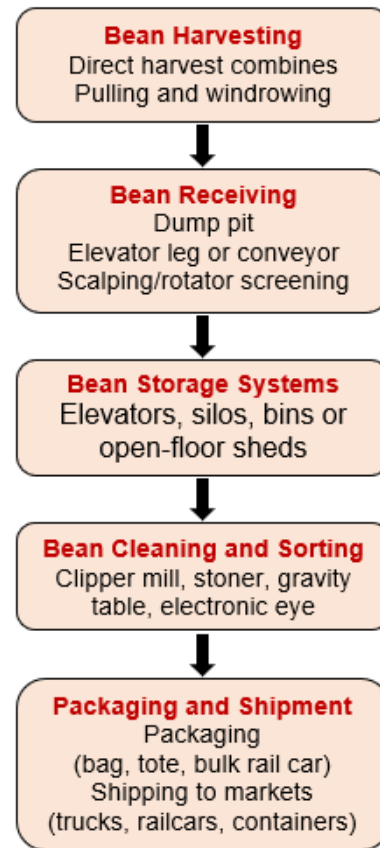 Bean Harvesting
Direct harvest combines
Pulling and windrowing
Bean Receiving
Dump pit
Elevator leg or conveyor
Scalping/rotator screening
Bean Storage Systems
Elevators, silos, bins or
open-floor sheds
Bean Cleaning and Sorting
Clipper mill, stoner, gravity
table, electronic eye
Packaging and Shipment
Packaging
(bag, tote, bulk rail car)
Shipping to markets
(trucks, railcars, containers)